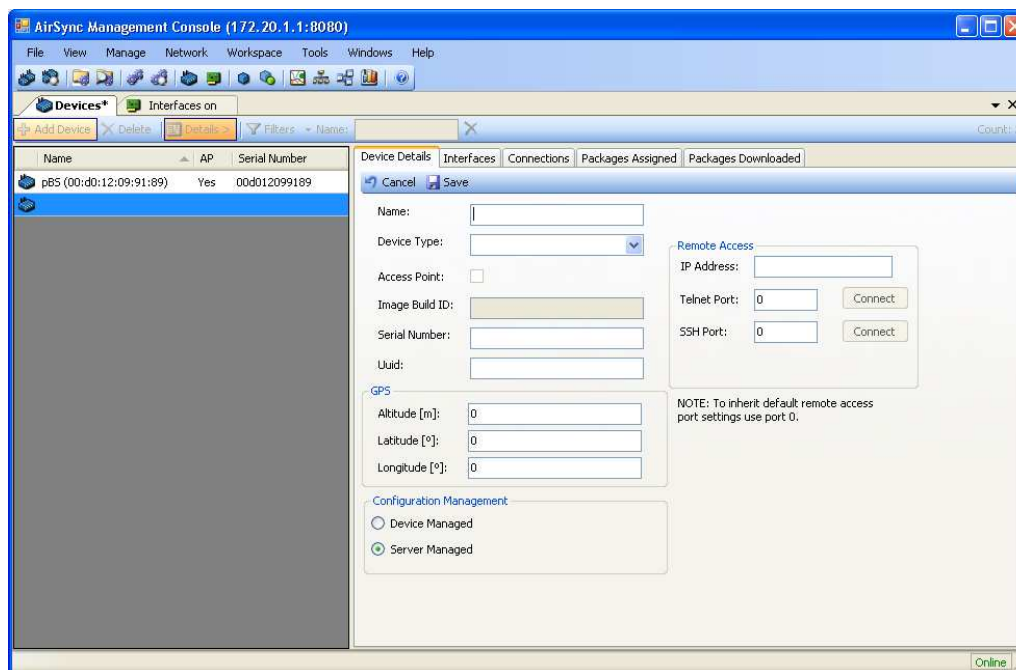 AirSync Management Console (172.20.1.1:8080)
File View Manage Network Workspace Tools Windows Help
Devices* Interfaces on
Add Device Delete Details > Filters Name: Count:
Name AP Serial Number
pBS (00:d0:12:09:91:89) Yes 00d012099189
Device Details Interfaces Connections Packages Assigned Packages Downloaded
Cancel Save
Name:
Device Type:
Access Point:
Image Build ID:
Serial Number:
Uuid:
GPS
Altitude [m]: 0
Latitude [º]: 0
Longitude [º]: 0
Configuration Management
Device Managed
Server Managed
Remote Access
IP Address:
Telnet Port: 0 Connect
SSH Port: 0 Connect
NOTE: To inherit default remote access
port settings use port 0.
Online